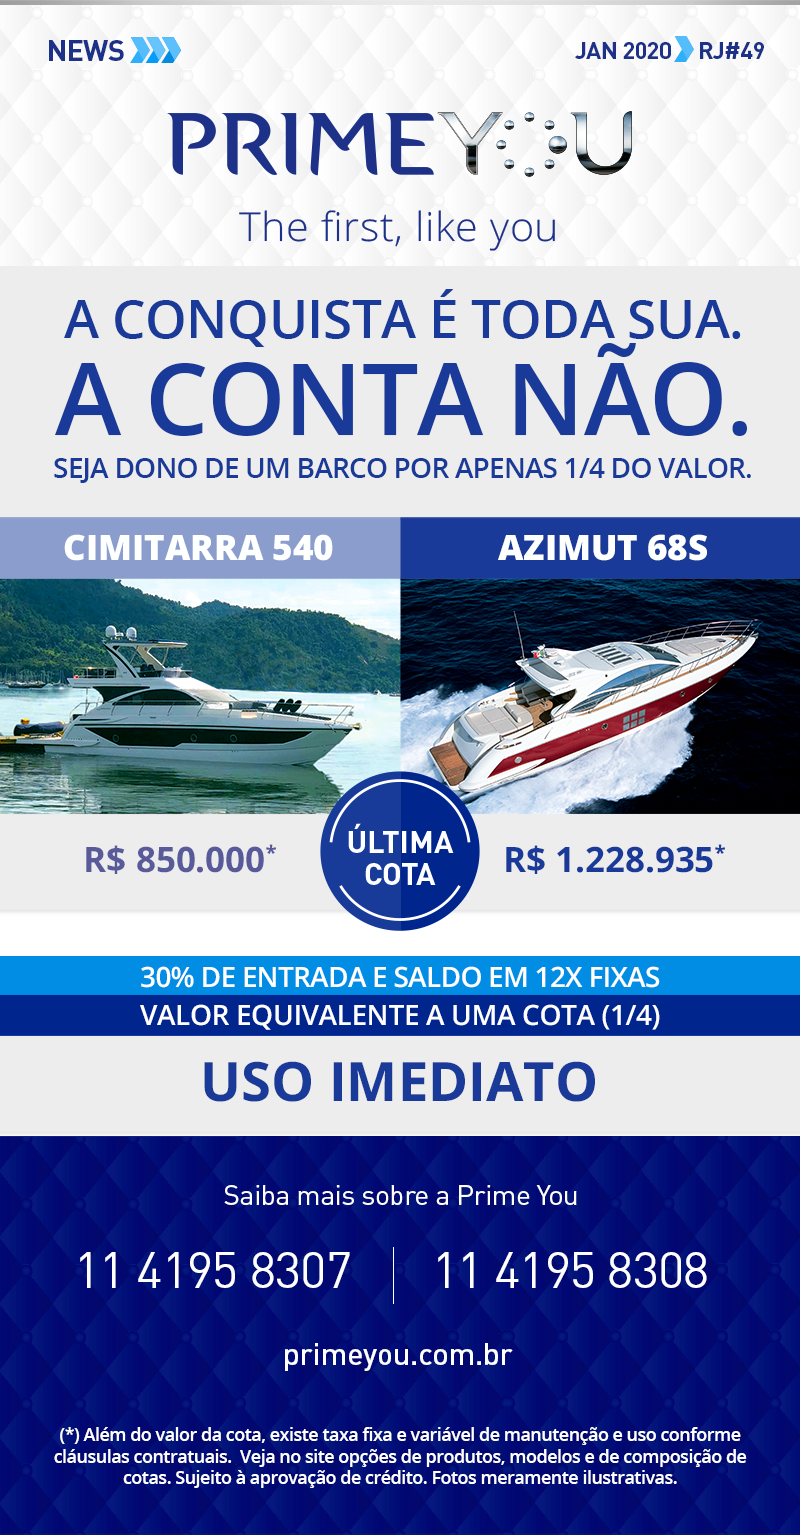 NEWS
JAN 2020 RJ#49
PRIMEYOU
The first, like you
A CONQUISTA É TODA SUA.
A CONTA NÃO.
SEJA DONO DE UM BARCO POR APENAS 1/4 DO VALOR.
CIMITARRA 540
AZIMUT 68S
R$ 850.000*
ÚLTIMA
COTA
R$ 1.228.935*
30% DE ENTRADA E SALDO EM 12X FIXAS
VALOR EQUIVALENTE A UMA COTA (1/4)
USO IMEDIATO
Saiba mais sobre a Prime You
11 4195 8307
11 4195 8308
primeyou.com.br
(*) Além do valor da cota, existe taxa fixa e variável de manutenção e uso conforme
cláusulas contratuais. Veja no site opções de produtos, modelos e de composição de
cotas. Sujeito à aprovação de crédito. Fotos meramente ilustrativas.